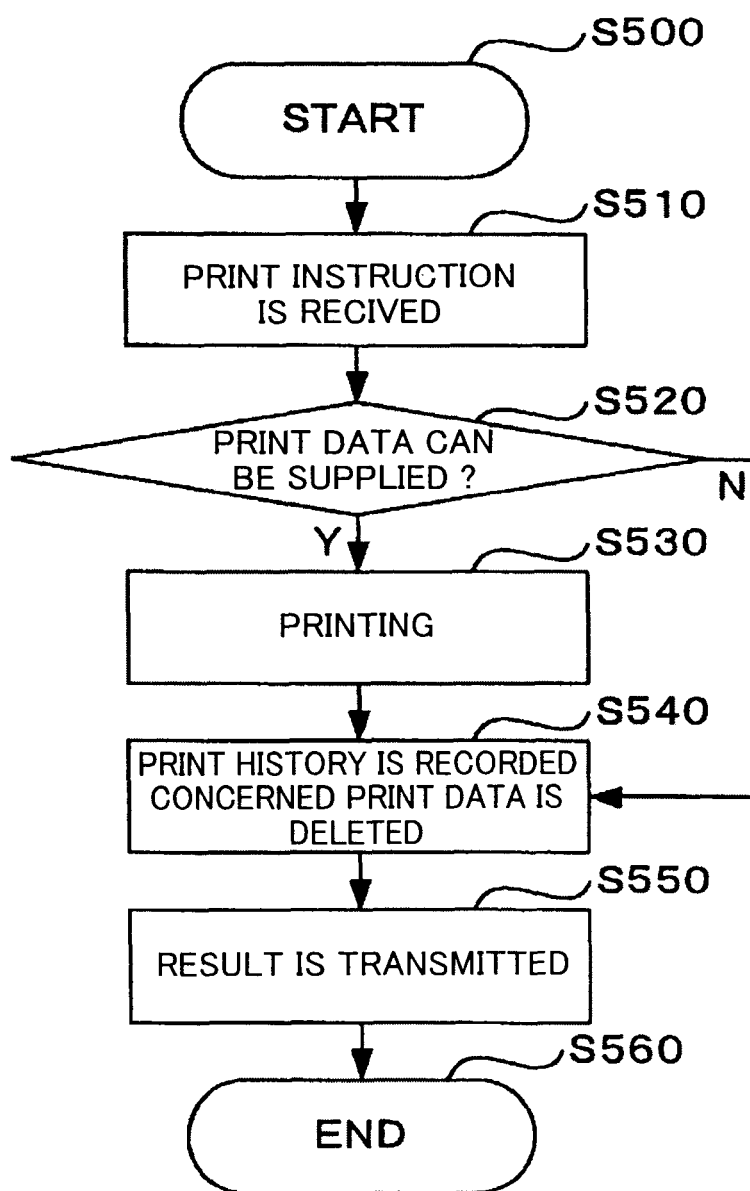 S500
START
S510
PRINT INSTRUCTION
IS RECIVED
S520
PRINT DATA CAN
BE SUPPLIED ?
N
Y
S530
PRINTING
S540
PRINT HISTORY IS RECORDED
CONCERNED PRINT DATA IS
DELETED
S550
RESULT IS TRANSMITTED
S560
END